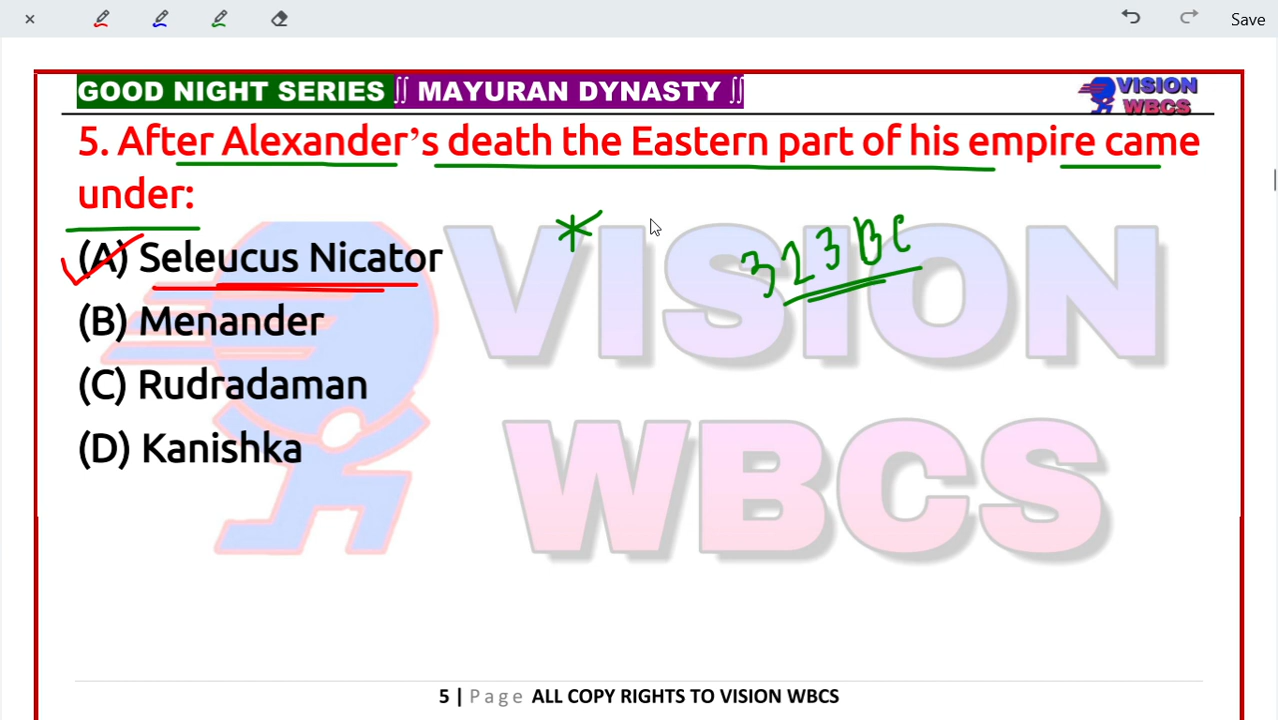 Save
GOOD NIGHT SERIES ∬ MAYURAN DYNASTY ∬
VISION
WBCS
5. After Alexander’s death the Eastern part of his empire came
under:
(A) Seleucus Nicator
323 BC
(B) Menander
(C) Rudradaman
(D) Kanishka
VISION
WBCS
5 | Page ALL COPY RIGHTS TO VISION WBCS